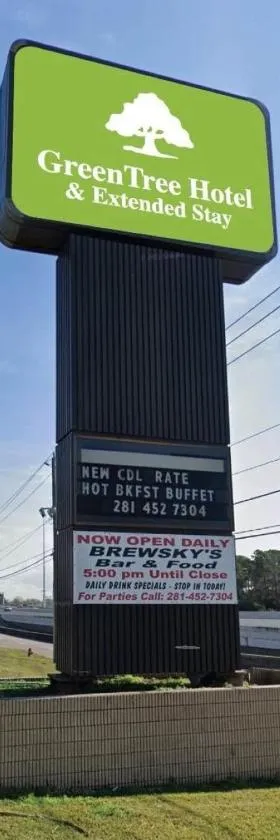 GreenTree Hotel
& Extended Stay
NEW CDL RATE
HOT BKFST BUFFET
281 452 7304
NOW OPEN DAILY
BREWSKY'S
Bar & Food
5:00 pm Until Close
DAILY DRINK SPECIALS - STOP IN TODAY!
For Parties Call: 281-452-7304